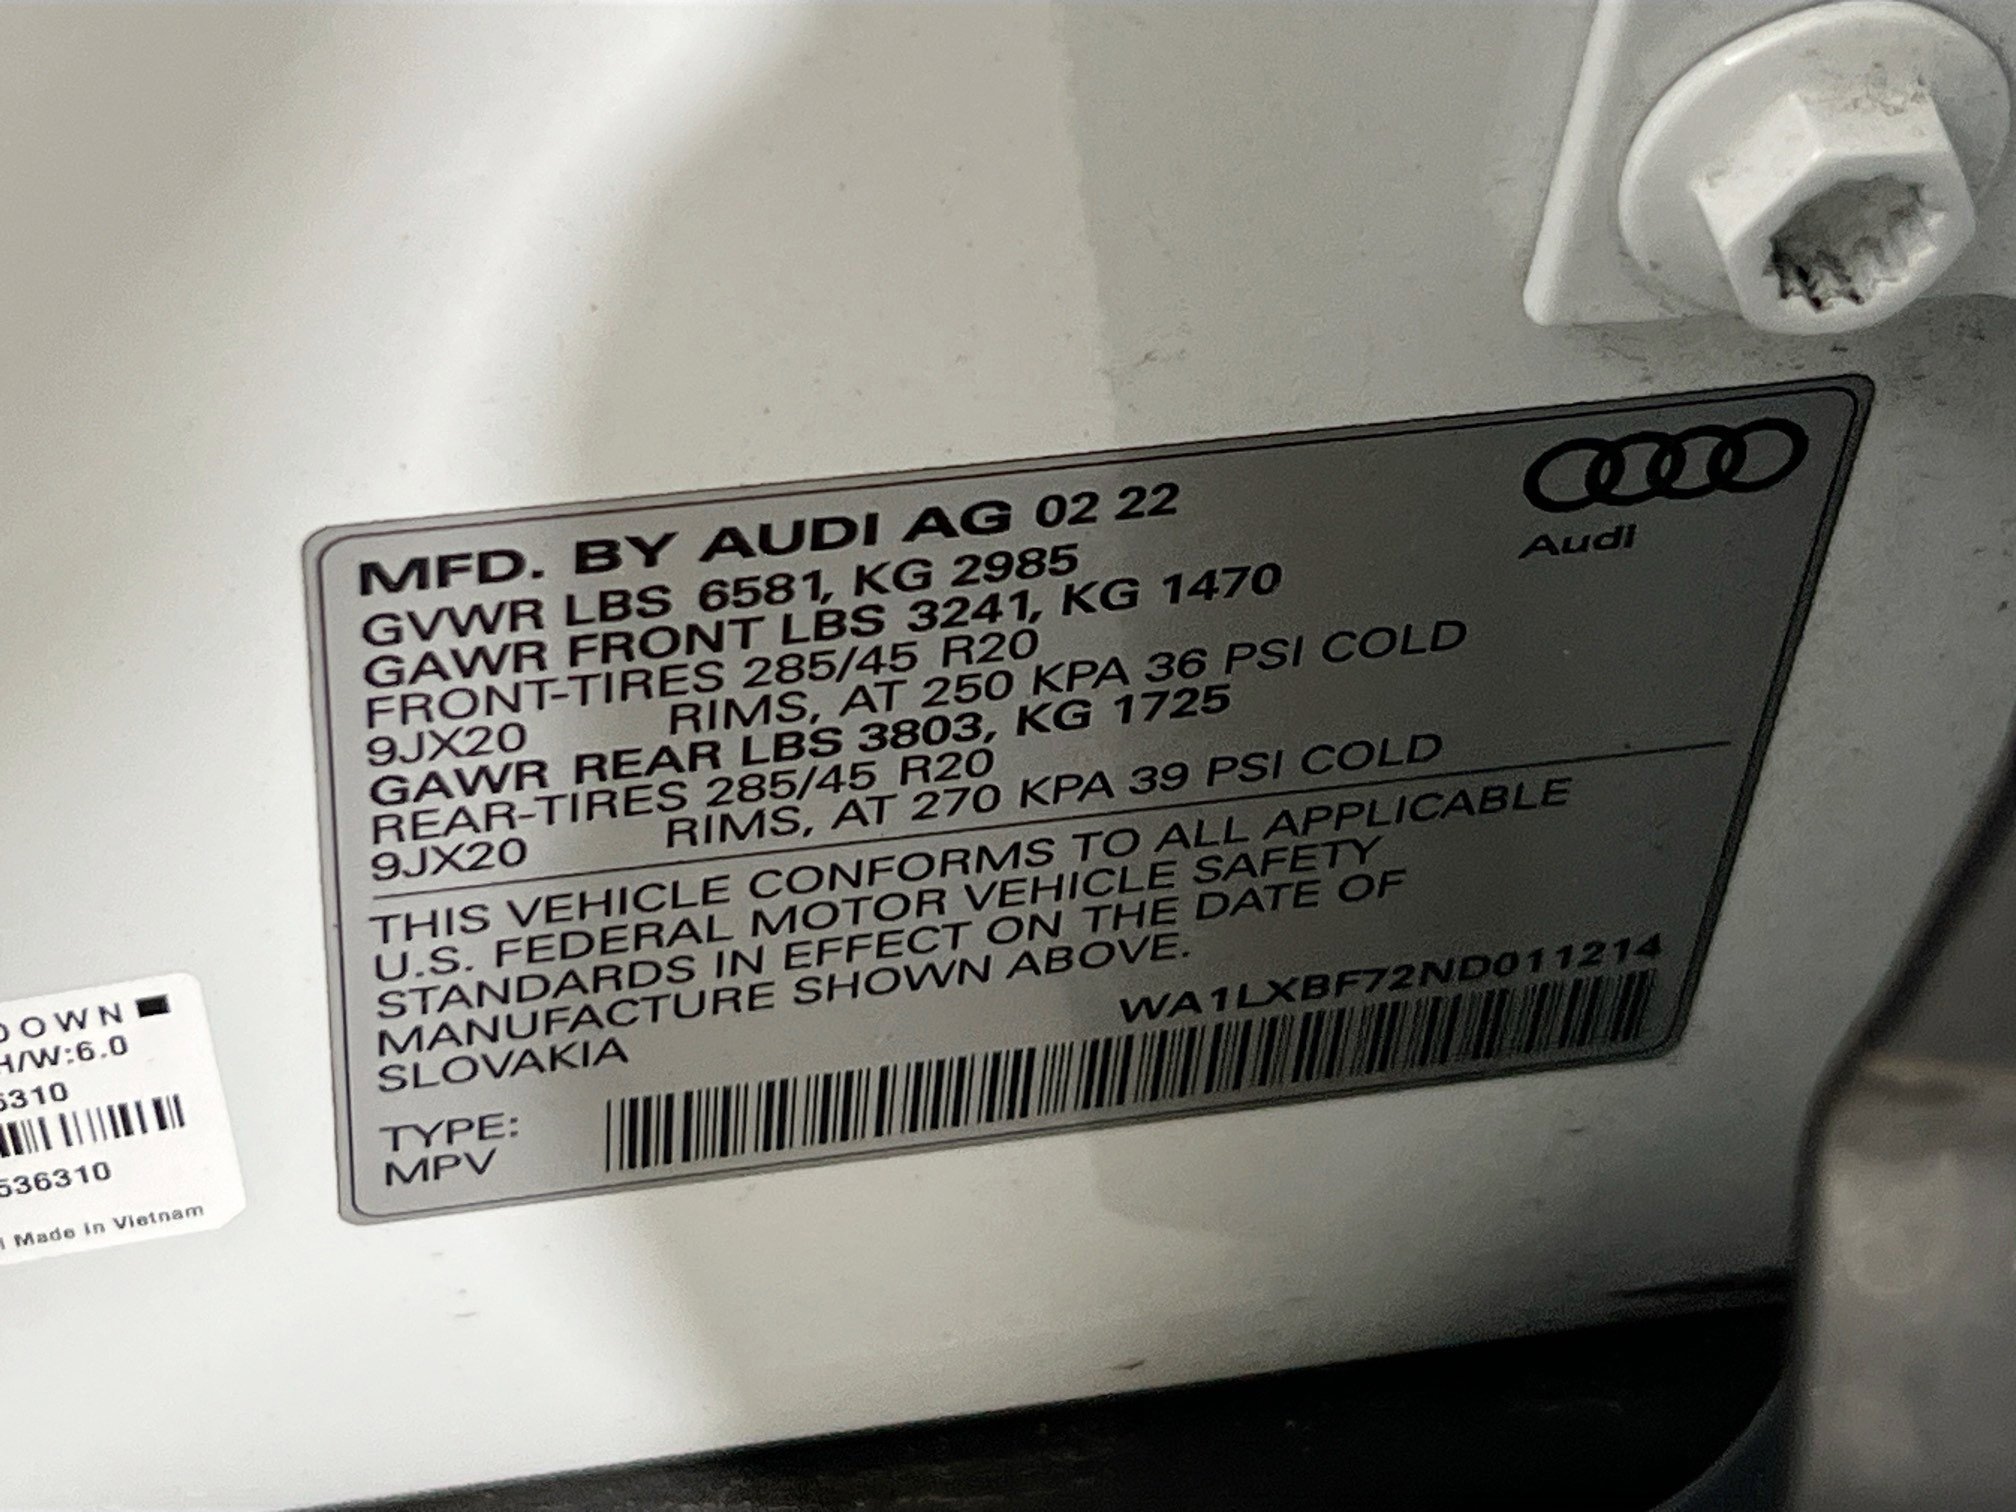 MFD. BY AUDI AG 02 22
GVWR LBS 6581, KG 2985
GAWR FRONT LBS 3241, KG 1470
FRONT-TIRES 285/45 R20
9JX20 RIMS, AT 250 KPA 36 PSI COLD
GAWR REAR LBS 3803, KG 1725
REAR-TIRES 285/45 R20
9JX20 RIMS, AT 270 KPA 39 PSI COLD
THIS VEHICLE CONFORMS TO ALL APPLICABLE
U.S. FEDERAL MOTOR VEHICLE SAFETY
STANDARDS IN EFFECT ON THE DATE OF
MANUFACTURE SHOWN ABOVE.
SLOVAKIA
WA1LXBF72ND011214
TYPE:
MPV
Audi
DOWN
H/W:6.0
6310
536310
Made in Vietnam